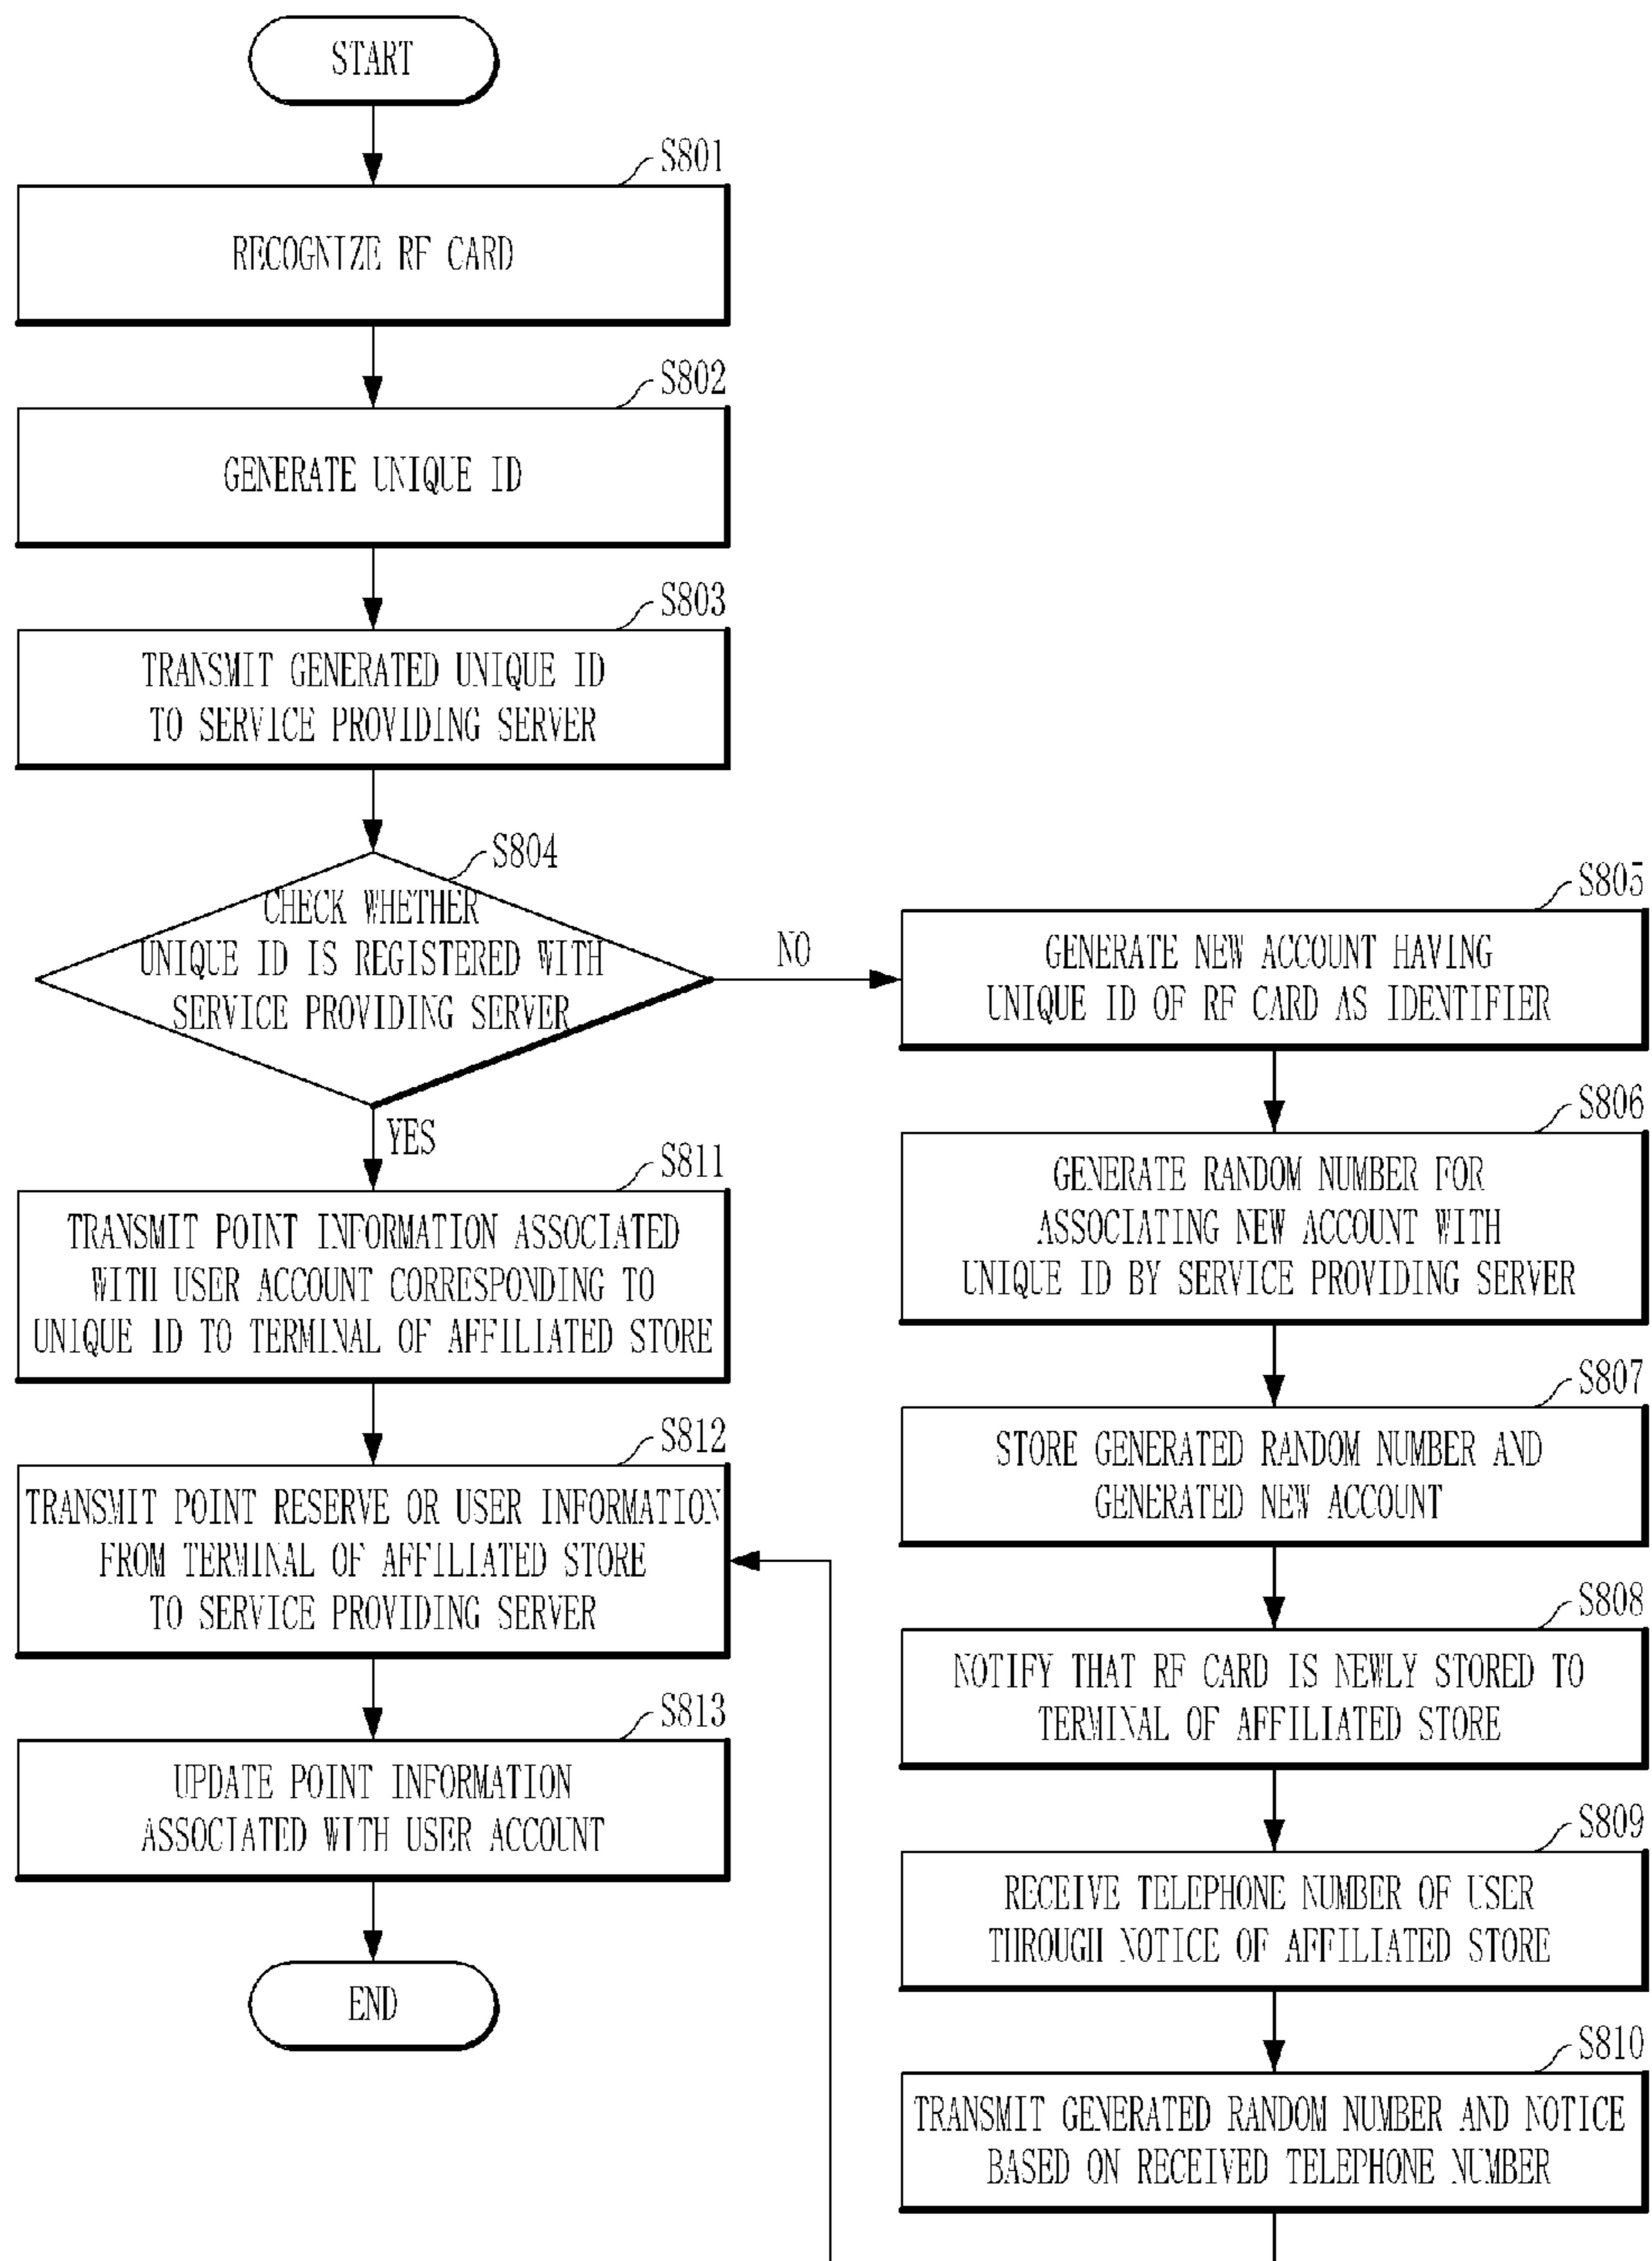 START
S801
RECOGNIZE RF CARD
S802
GENERATE UNIQUE ID
S803
TRANSMIT GENERATED UNIQUE ID
TO SERVICE PROVIDING SERVER
S804
CHECK WHETHER
UNIQUE ID IS REGISTERED WITH
SERVICE PROVIDING SERVER
NO
YES
S805
GENERATE NEW ACCOUNT HAVING
UNIQUE ID OF RF CARD AS IDENTIFIER
S806
GENERATE RANDOM NUMBER FOR
ASSOCIATING NEW ACCOUNT WITH
UNIQUE ID BY SERVICE PROVIDING SERVER
S807
STORE GENERATED RANDOM NUMBER AND
GENERATED NEW ACCOUNT
S808
NOTIFY THAT RF CARD IS NEWLY STORED TO
TERMINAL OF AFFILIATED STORE
S809
RECEIVE TELEPHONE NUMBER OF USER
THROUGH NOTICE OF AFFILIATED STORE
S810
TRANSMIT GENERATED RANDOM NUMBER AND NOTICE
BASED ON RECEIVED TELEPHONE NUMBER
S811
TRANSMIT POINT INFORMATION ASSOCIATED
WITH USER ACCOUNT CORRESPONDING TO
UNIQUE ID TO TERMINAL OF AFFILIATED STORE
S812
TRANSMIT POINT RESERVE OR USER INFORMATION
FROM TERMINAL OF AFFILIATED STORE
TO SERVICE PROVIDING SERVER
S813
UPDATE POINT INFORMATION
ASSOCIATED WITH USER ACCOUNT
END